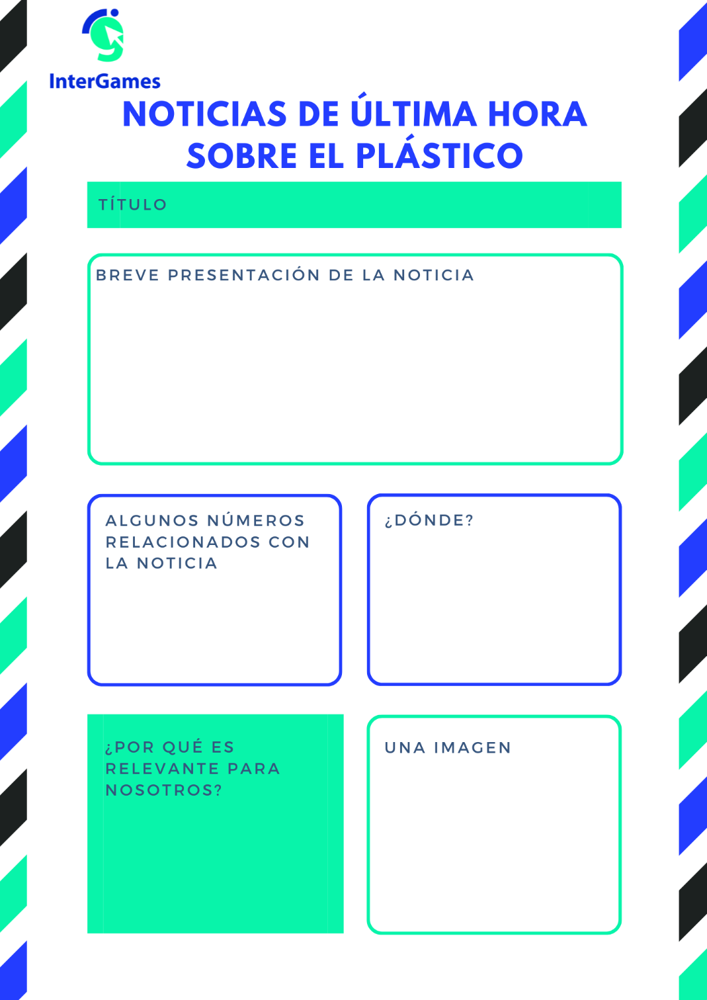 InterGames
NOTICIAS DE ÚLTIMA HORA
SOBRE EL PLÁSTICO
TÍTULO
BREVE PRESENTACIÓN DE LA NOTICIA
ALGUNOS NÚMEROS
RELACIONADOS CON
LA NOTICIA
¿DÓNDE?
¿POR QUÉ ES
RELEVANTE PARA
NOSOTROS?
UNA IMAGEN